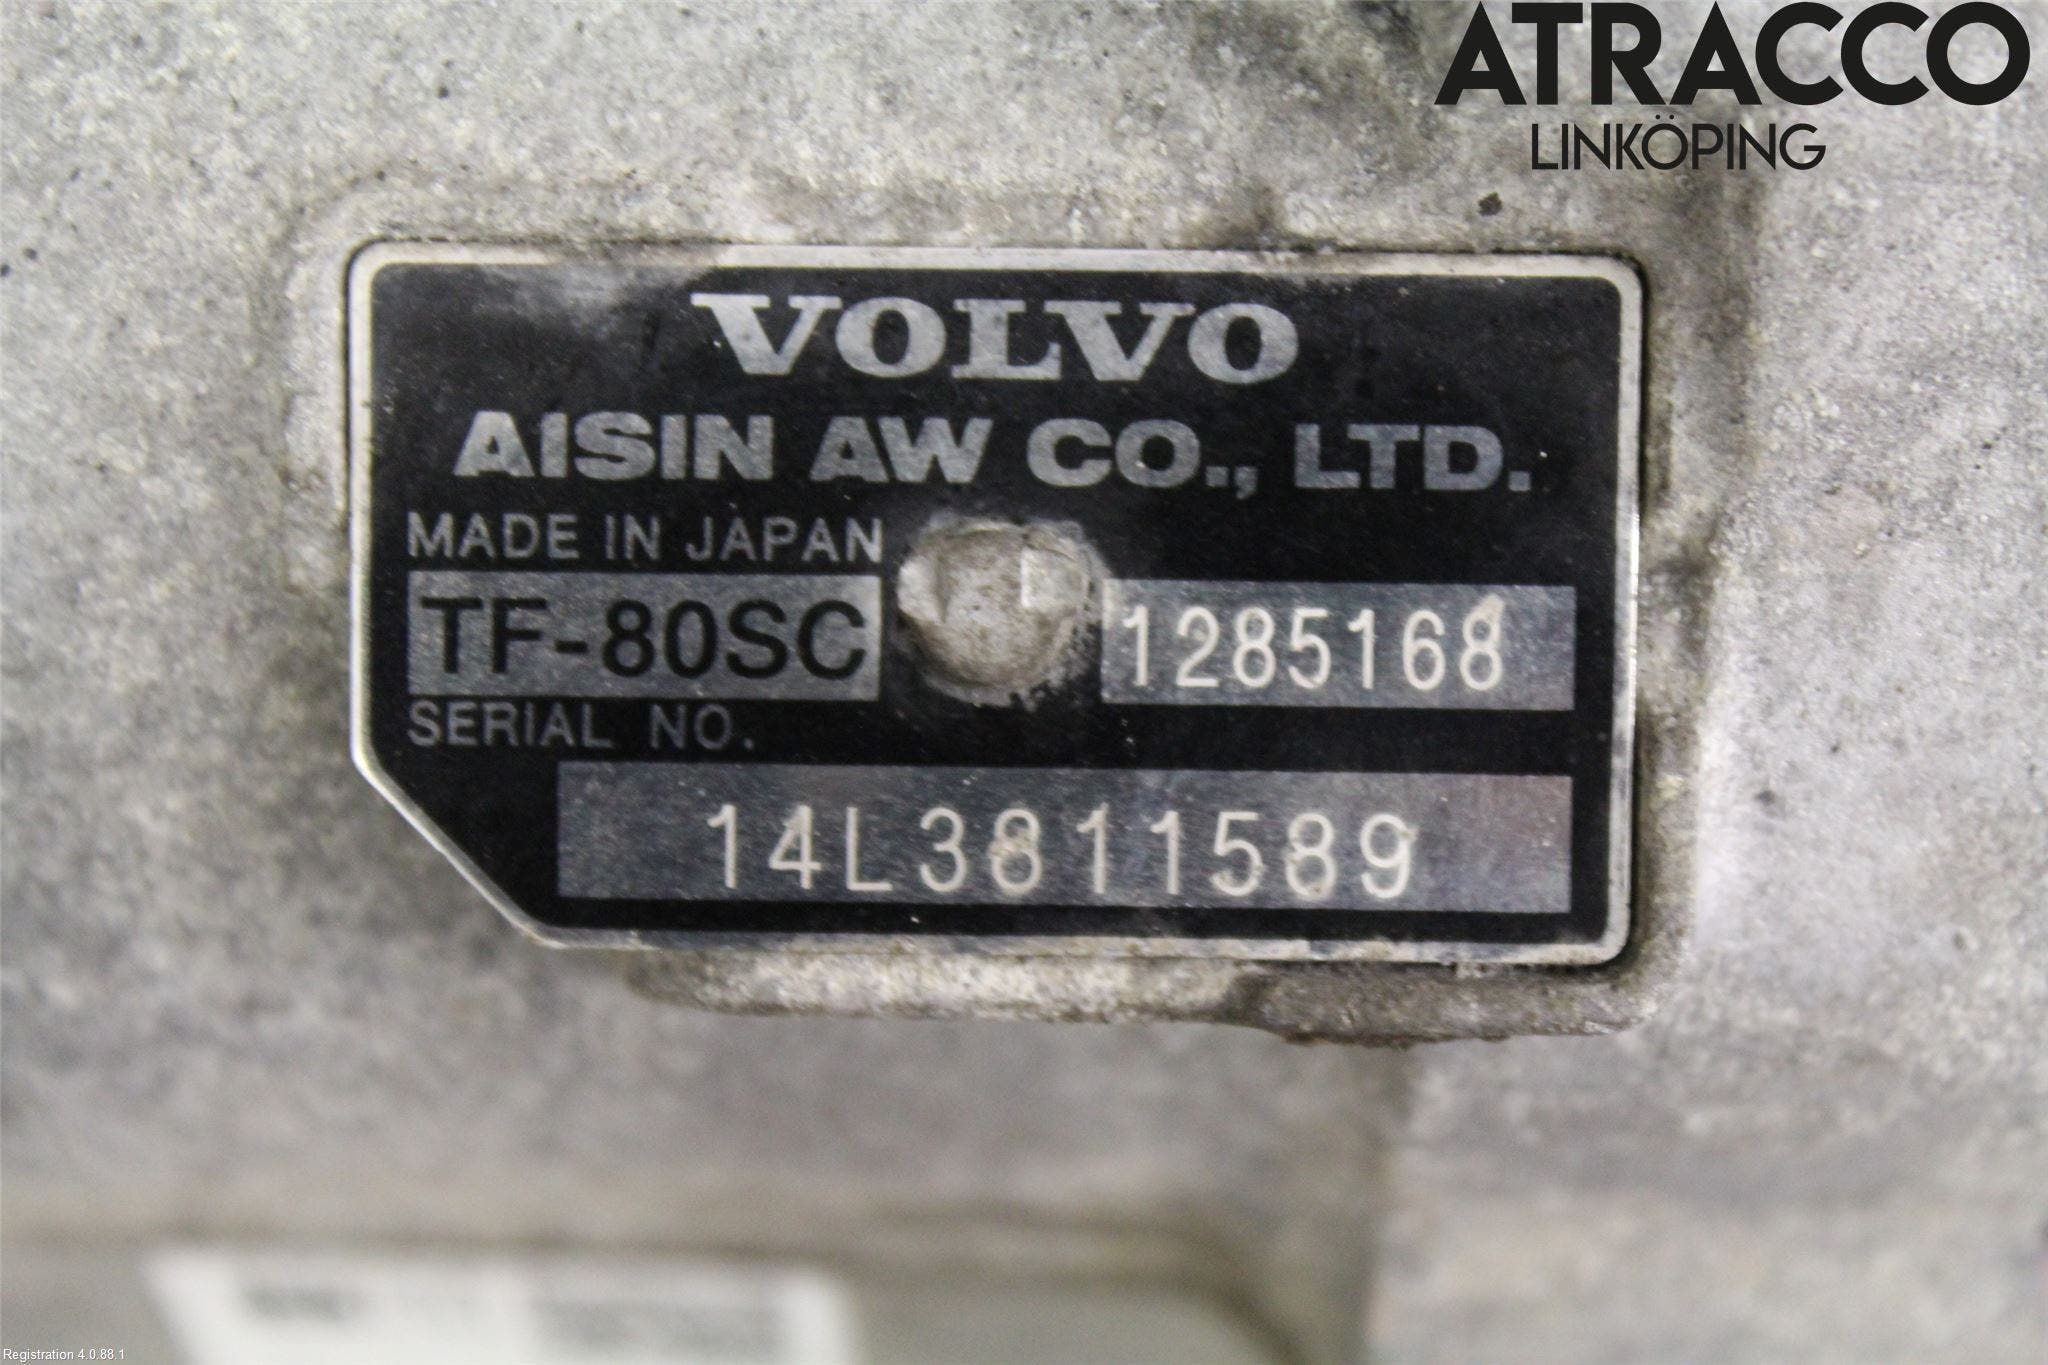 ATRACCO
LINKÖPING
VOLVO
AISIN AW CO., LTD.
MADE IN JAPAN
TF-80SC 1285168
SERIAL NO.
14L3811589
Registration 4.0.88.1